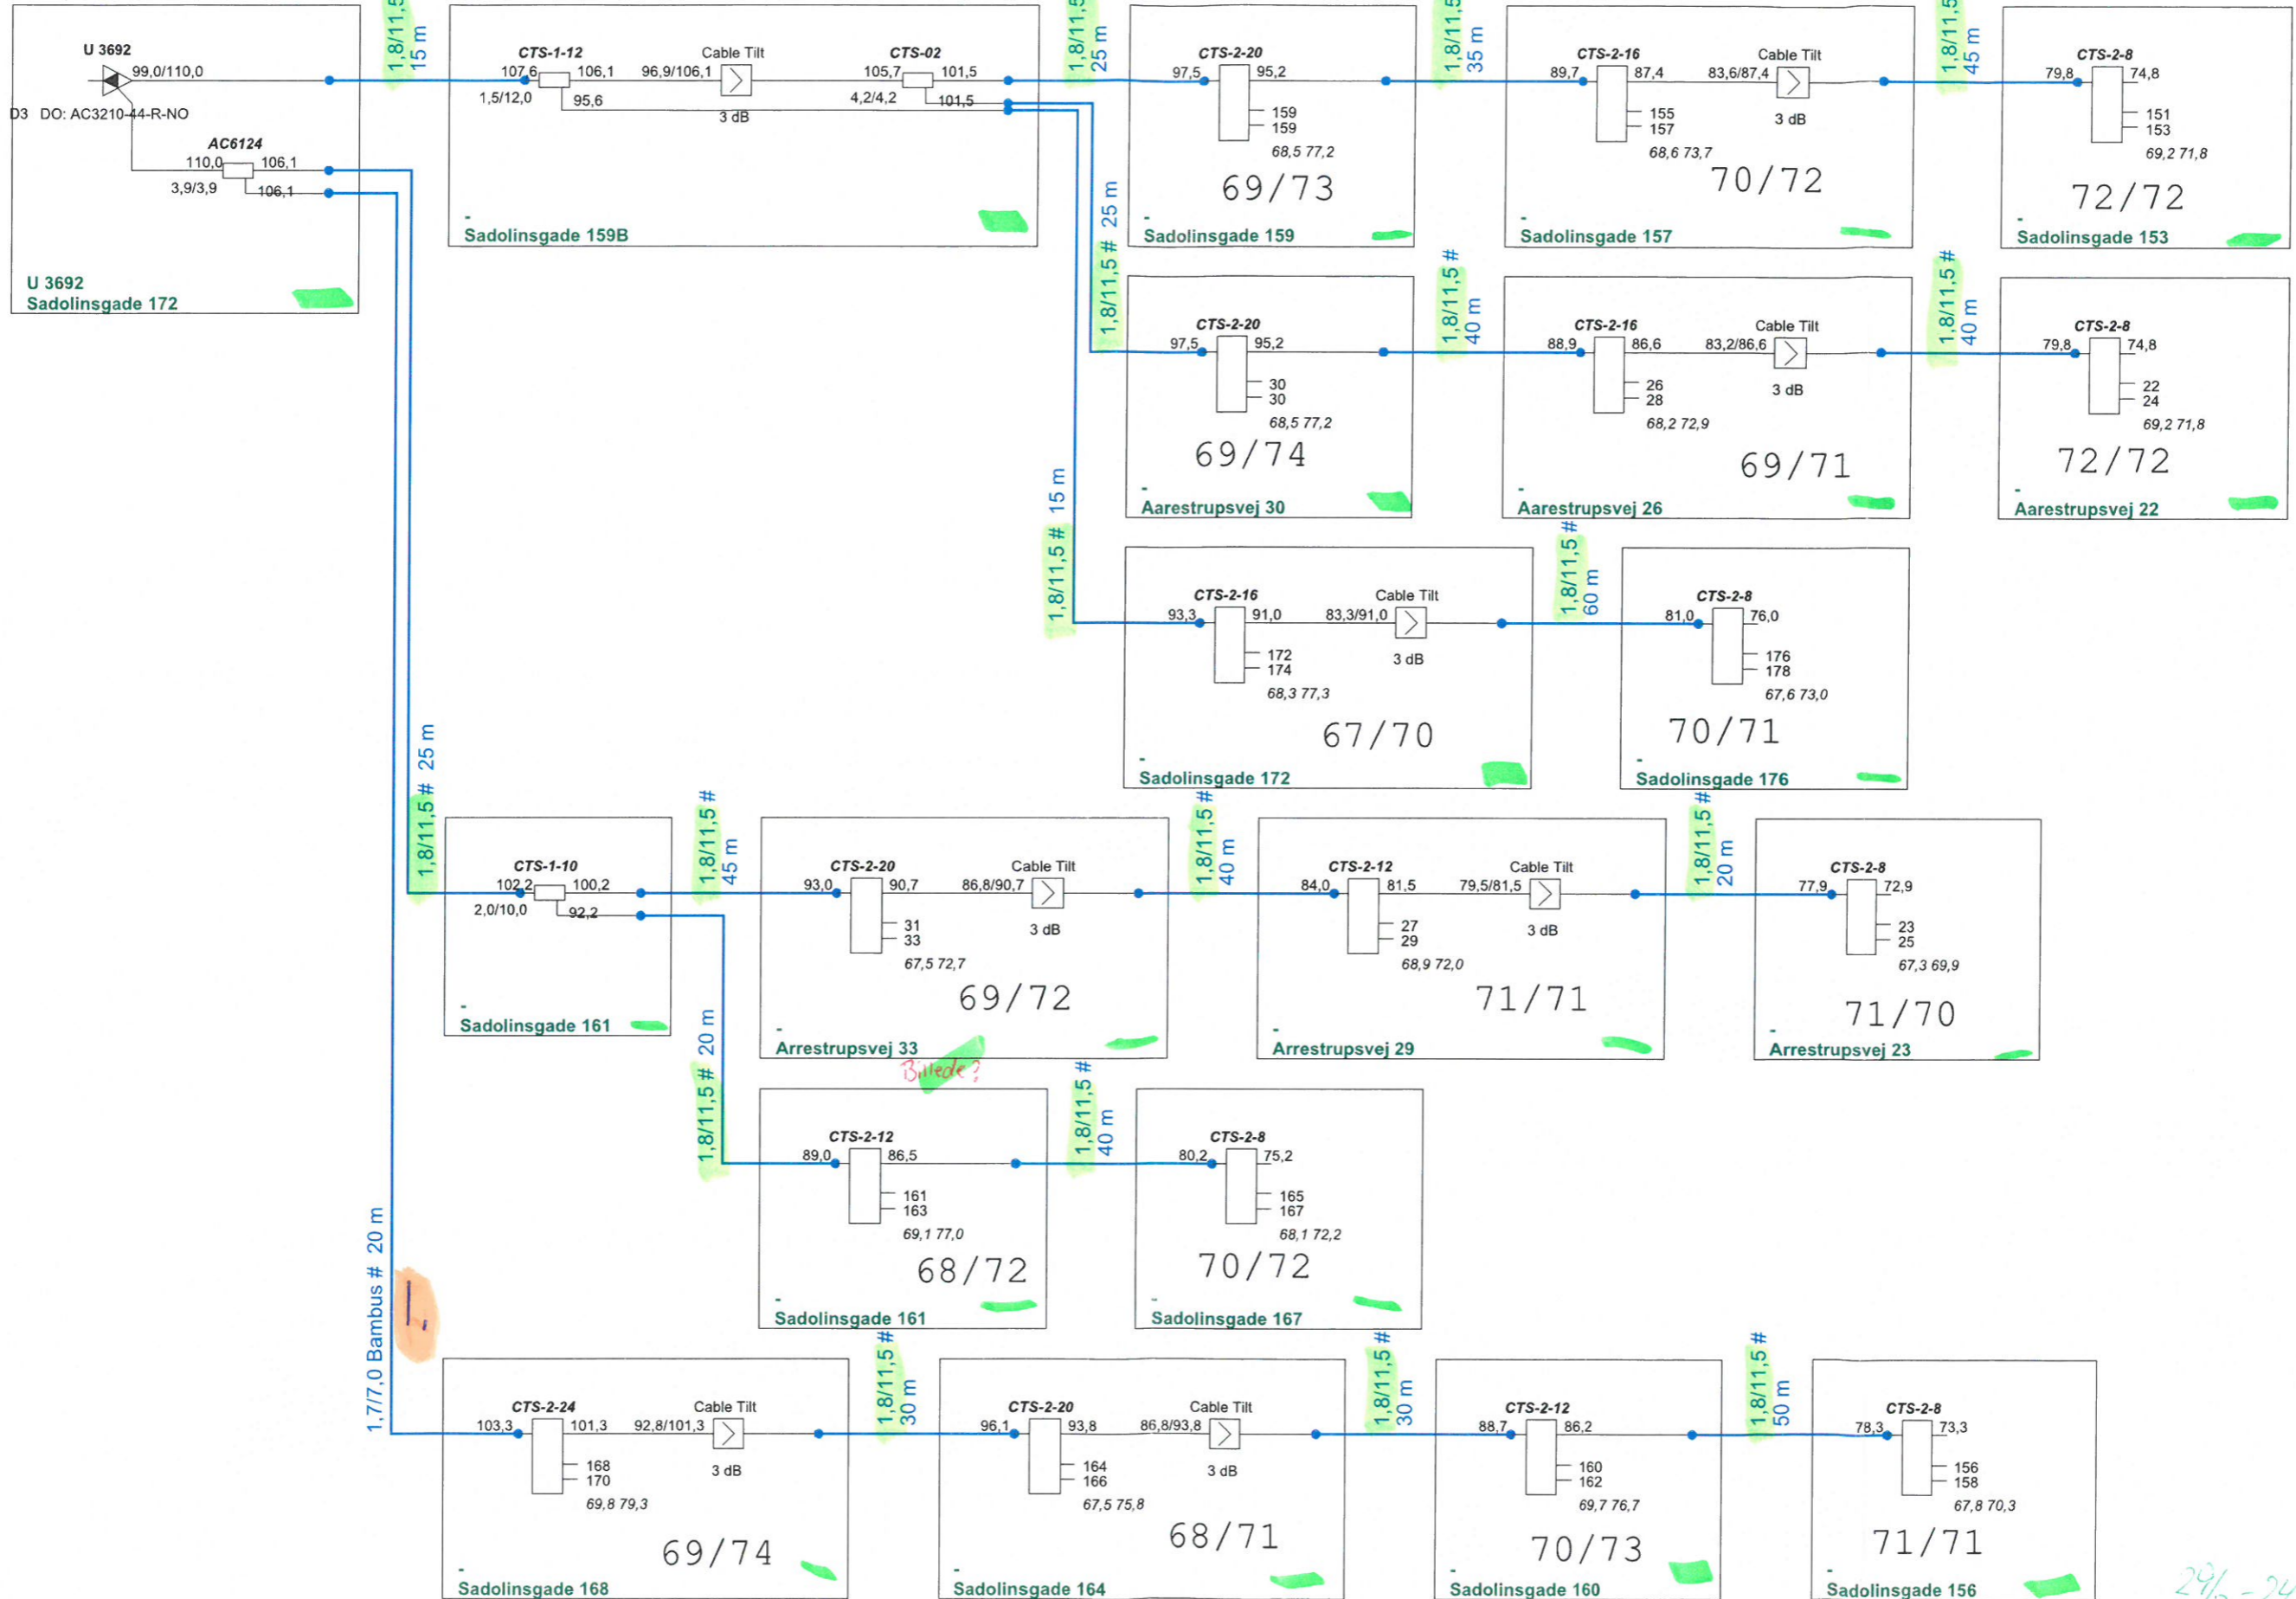 U 3692
99,0/110,0
D3 DO: AC3210-44-R-NO
AC6124
110,0 106,1
3,9/3,9 106,1
U 3692
Sadolinsgade 172
1,8/11,5
15 m
CTS-1-12 Cable Tilt CTS-02
107,6 106,1 96,9/106,1 105,7 101,5
1,5/12,0 95,6 3 dB 4,2/4,2 101,5
-
Sadolinsgade 159B
1,8/11,5
25 m
CTS-2-20
97,5 95,2
159
159
68,5 77,2
69/73
-
Sadolinsgade 159
1,8/11,5
35 m
CTS-2-16 Cable Tilt
89,7 87,4 83,6/87,4
155
157
3 dB
68,6 73,7
70/72
-
Sadolinsgade 157
1,8/11,5
45 m
CTS-2-8
79,8 74,8
151
153
69,2 71,8
72/72
-
Sadolinsgade 153
1,8/11,5 # 25 m
CTS-2-20
97,5 95,2
30
30
68,5 77,2
69/74
-
Aarestrupsvej 30
1,8/11,5 #
40 m
CTS-2-16 Cable Tilt
88,9 86,6 83,2/86,6
26
28
3 dB
68,2 72,9
69/71
-
Aarestrupsvej 26
1,8/11,5 #
40 m
CTS-2-8
79,8 74,8
22
24
69,2 71,8
72/72
-
Aarestrupsvej 22
1,8/11,5 # 15 m
CTS-2-16 Cable Tilt
93,3 91,0 83,3/91,0
172
174
3 dB
68,3 77,3
67/70
-
Sadolinsgade 172
1,8/11,5 #
60 m
CTS-2-8
81,0 76,0
176
178
67,6 73,0
70/71
-
Sadolinsgade 176
1,8/11,5 # 25 m
CTS-1-10
102,2 100,2
2,0/10,0 92,2
-
Sadolinsgade 161
1,8/11,5 #
45 m
CTS-2-20 Cable Tilt
93,0 90,7 86,8/90,7
31
33
3 dB
67,5 72,7
69/72
-
Arrestrupsvej 33
Billede?
1,8/11,5 #
40 m
CTS-2-12 Cable Tilt
84,0 81,5 79,5/81,5
27
29
3 dB
68,9 72,0
71/71
-
Arrestrupsvej 29
1,8/11,5 #
20 m
CTS-2-8
77,9 72,9
23
25
67,3 69,9
71/70
-
Arrestrupsvej 23
1,8/11,5 # 20 m
CTS-2-12
89,0 86,5
161
163
69,1 77,0
68/72
-
Sadolinsgade 161
1,8/11,5 #
40 m
CTS-2-8
80,2 75,2
165
167
68,1 72,2
70/72
-
Sadolinsgade 167
1,7/7,0 Bambus # 20 m
CTS-2-24 Cable Tilt
103,3 101,3 92,8/101,3
168
170
3 dB
69,8 79,3
69/74
-
Sadolinsgade 168
1,8/11,5 #
30 m
CTS-2-20 Cable Tilt
96,1 93,8 86,8/93,8
164
166
3 dB
67,5 75,8
68/71
-
Sadolinsgade 164
1,8/11,5 #
30 m
CTS-2-12
88,7 86,2
160
162
69,7 76,7
70/73
-
Sadolinsgade 160
1,8/11,5 #
50 m
CTS-2-8
78,3 73,3
156
158
67,8 70,3
71/71
-
Sadolinsgade 156